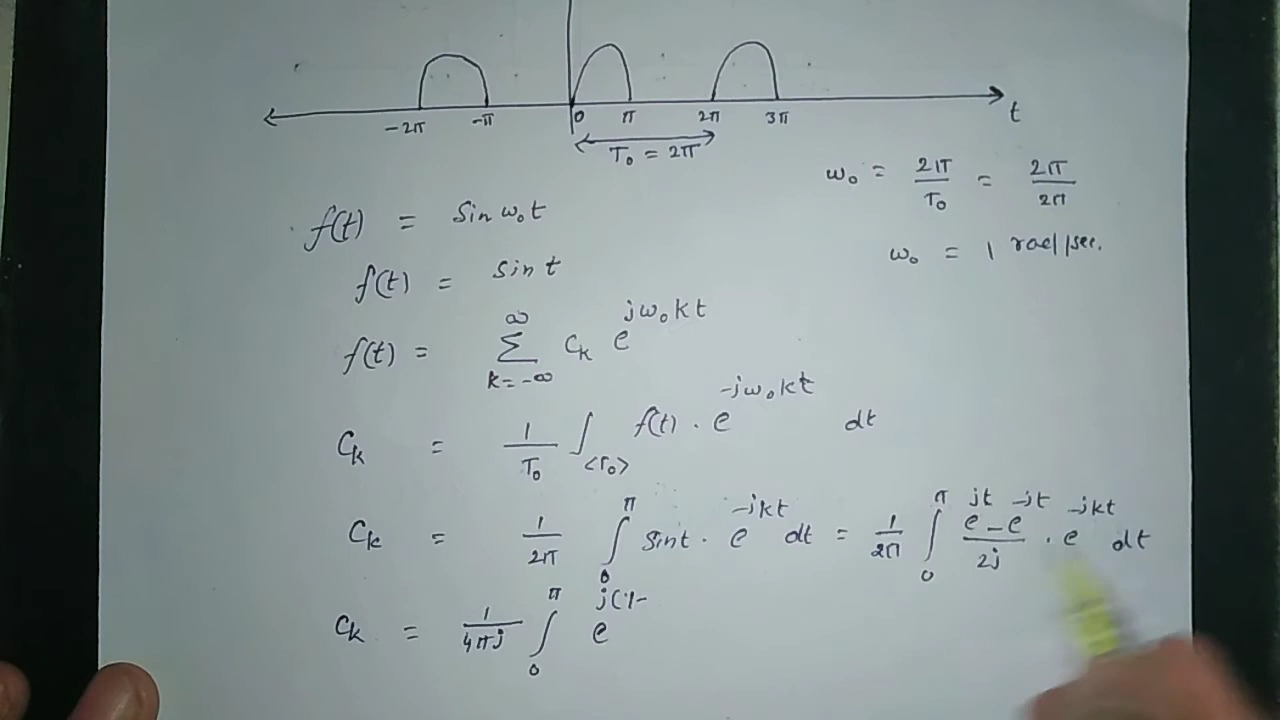 -2π -π 0 π 2π 3π t
T₀ = 2π
ω₀ = 2π/T₀ = 2π/2π
f(t) = Sin ω₀t
ω₀ = 1 rad/sec.
f(t) = Sin t
f(t) = ∞ Σ k=-∞ C_k e^{jω₀kt}
C_k = 1/T₀ ∫_{<T₀>} f(t) · e^{-jω₀kt} dt
C_k = 1/2π ∫_0^π Sint · e^{-jkt} dt = 1/2π ∫_0^π (e^{jt} - e^{-jt})/2j · e^{-jkt} dt
C_k = 1/4πj ∫_0^π e^{j(1-